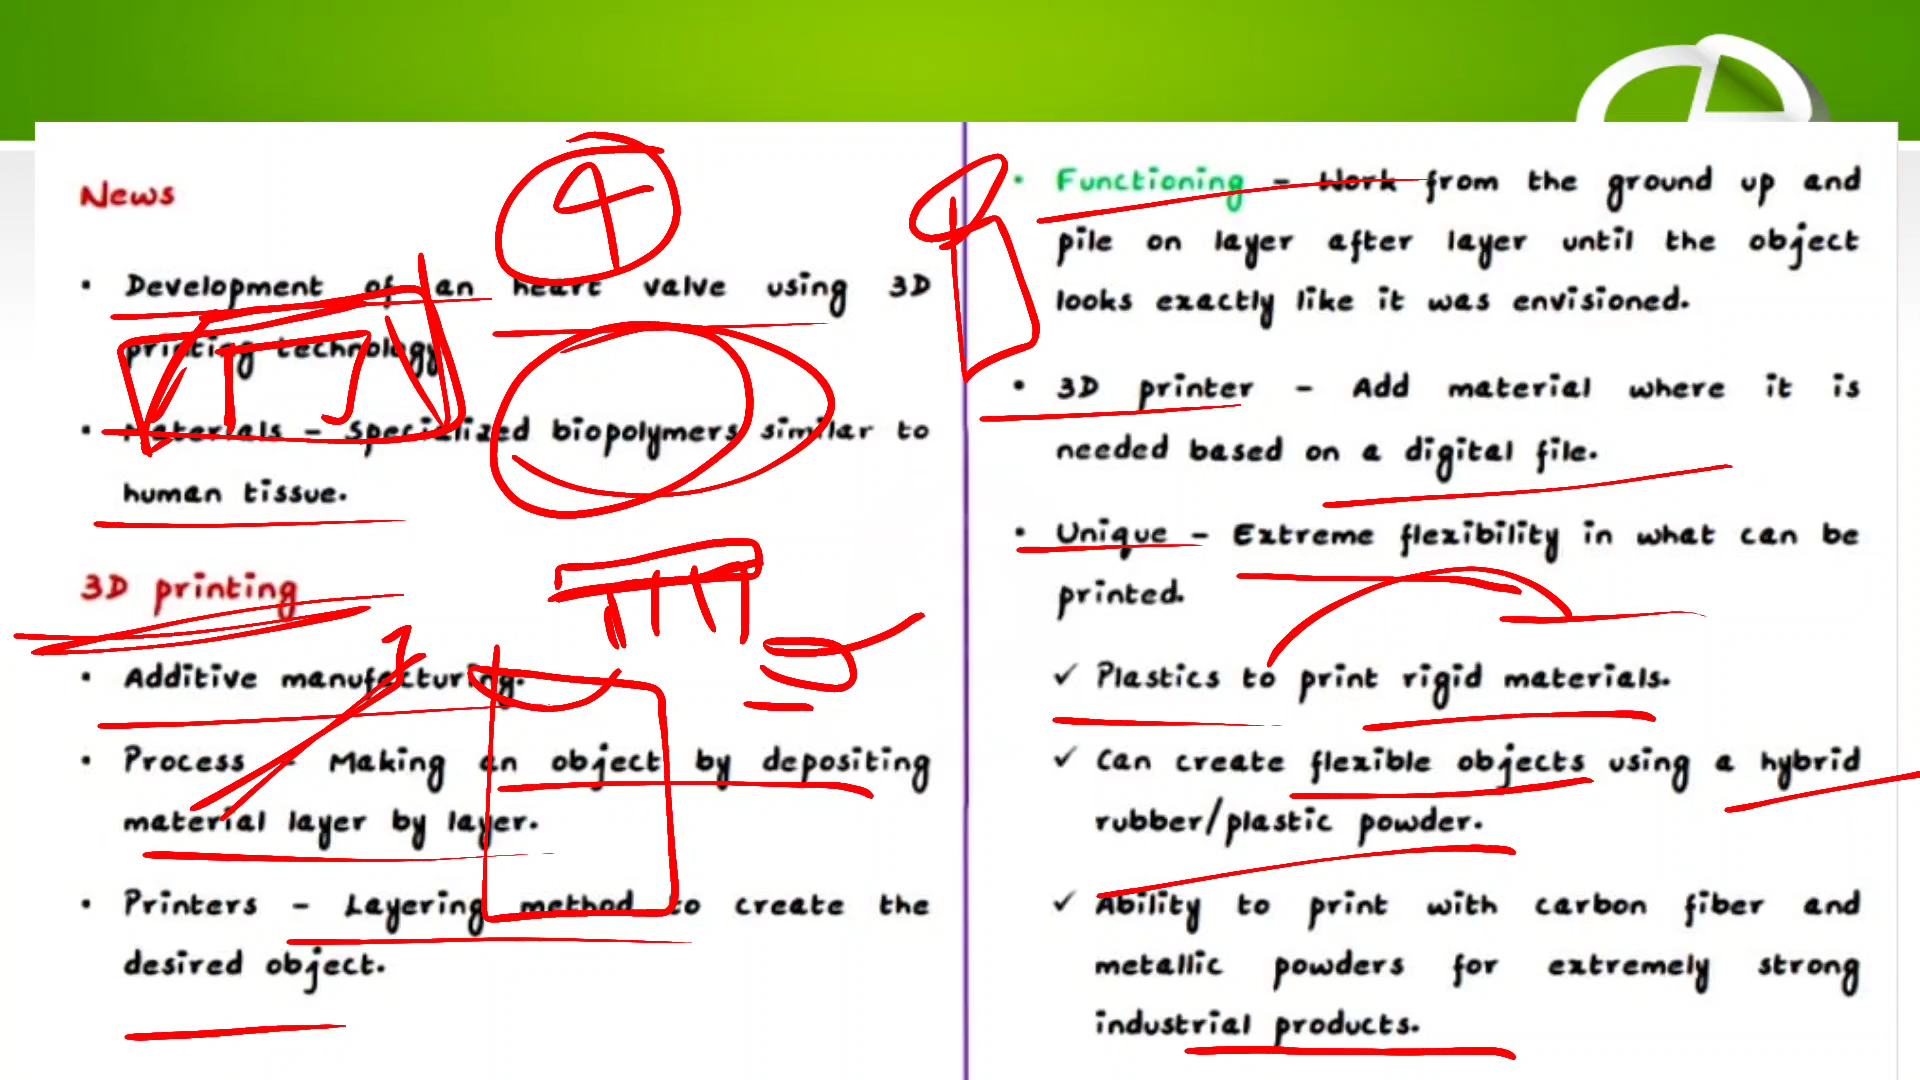 News
• Development of an heart valve using 3D
printing technology
• Materials – Specialized biopolymers similar to
human tissue.
3D printing
• Additive manufacturing.
• Process – Making an object by depositing
material layer by layer.
• Printers – Layering method to create the
desired object.
• Functioning – Work from the ground up and
pile on layer after layer until the object
looks exactly like it was envisioned.
• 3D printer – Add material where it is
needed based on a digital file.
• Unique – Extreme flexibility in what can be
printed.
✓ Plastics to print rigid materials.
✓ Can create flexible objects using a hybrid
rubber/plastic powder.
✓ Ability to print with carbon fiber and
metallic powders for extremely strong
industrial products.